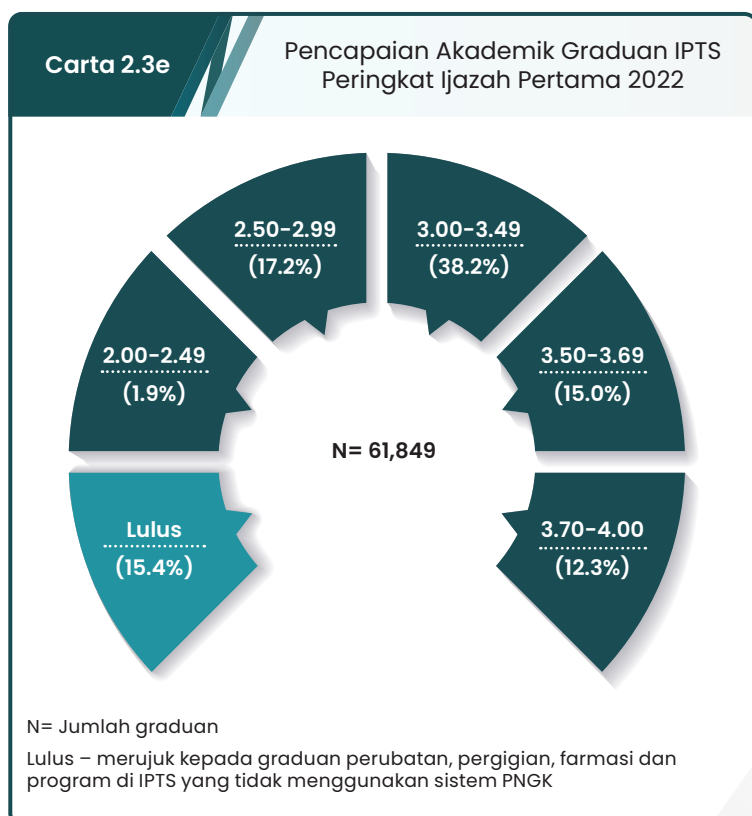 Carta 2.3e
Pencapaian Akademik Graduan IPTS
Peringkat Ijazah Pertama 2022
2.50-2.99
(17.2%)
3.00-3.49
(38.2%)
2.00-2.49
(1.9%)
3.50-3.69
(15.0%)
N= 61,849
Lulus
(15.4%)
3.70-4.00
(12.3%)
N= Jumlah graduan
Lulus – merujuk kepada graduan perubatan, pergigian, farmasi dan
program di IPTS yang tidak menggunakan sistem PNGK